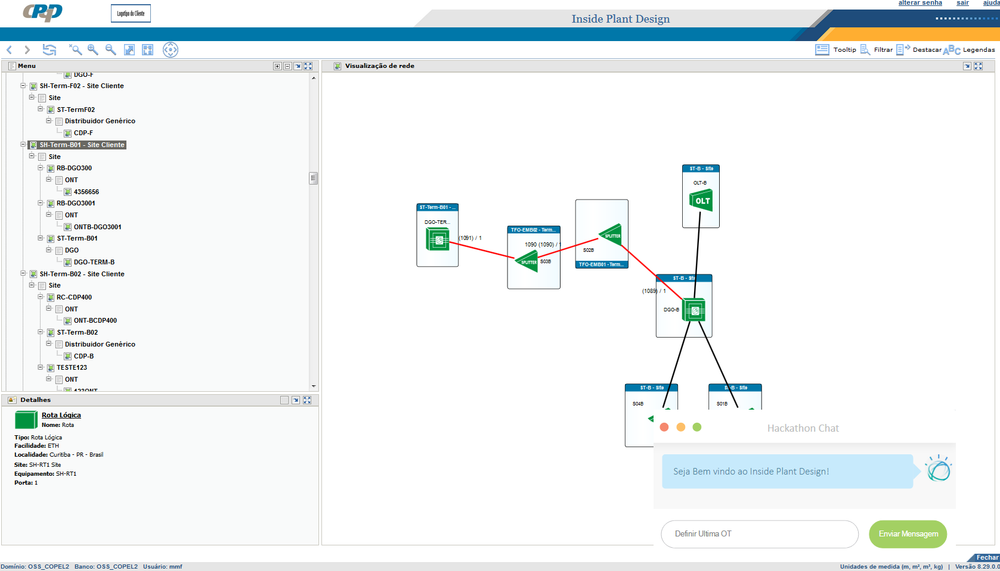 alterar senha sair ajuda
CPqD
Logotipo do Cliente
Inside Plant Design
Tooltip Filtrar Destacar ABC Legendas
Menu
DGO-F
SH-Term-F02 - Site Cliente
Site
ST-TermF02
Distribuidor Genérico
CDP-F
SH-Term-B01 - Site Cliente
Site
RB-DGO300
ONT
4356656
RB-DGO3001
ONT
ONTB-DGO3001
ST-Term-B01
DGO
DGO-TERM-B
SH-Term-B02 - Site Cliente
Site
RC-CDP400
ONT
ONT-BCDP400
ST-Term-B02
Distribuidor Genérico
CDP-B
TESTE123
ONT
123ONT
Detalhes
Rota Lógica
Nome: Rota
Tipo: Rota Lógica
Facilidade: ETH
Localidade: Curitiba - PR - Brasil
Site: SH-RT1 Site
Equipamento: SH-RT1
Porta: 1
Visualização de rede
ST-B - Site
OLT-B
OLT
ST-Term-B01 - ...
DGO-TER...
(1091) / 1
TFO-EMB02 - Term...
1090 (1090) / 1
SPLITTER
S03B
SPLITTER
S02B
TFO-EMB01 - Term...
ST-B - Site
(1089) / 1
DGO-B
ST-B - Site
S04B
ST-B - Site
S01B
Hackathon Chat
Seja Bem vindo ao Inside Plant Design!
Definir Ultima OT
Enviar Mensagem
Fechar
Domínio: OSS_COPEL2 Banco: OSS_COPEL2 Usuário: mmf
Unidades de medida (m, m², m³, kg) | Versão 8.29.0.0